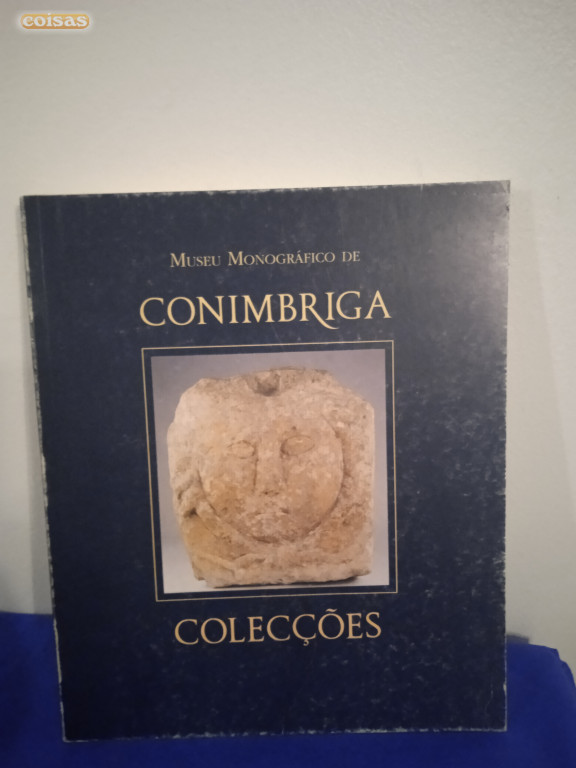 coisas
MUSEU MONOGRÁFICO DE
CONIMBRIGA
COLECÇÕES